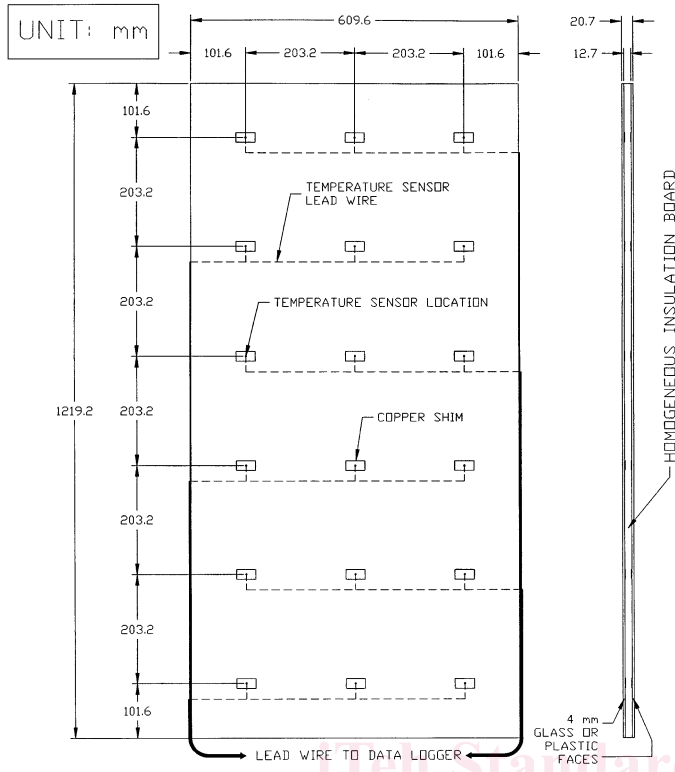 UNIT: mm
609.6
20.7
101.6
203.2
203.2
101.6
12.7
101.6
203.2
TEMPERATURE SENSOR
LEAD WIRE
203.2
TEMPERATURE SENSOR LOCATION
1219.2
203.2
COPPER SHIM
HOMOGENEOUS INSULATION BOARD
203.2
203.2
101.6
4 mm
GLASS OR
PLASTIC
FACES
LEAD WIRE TO DATA LOGGER
iTeh Standar